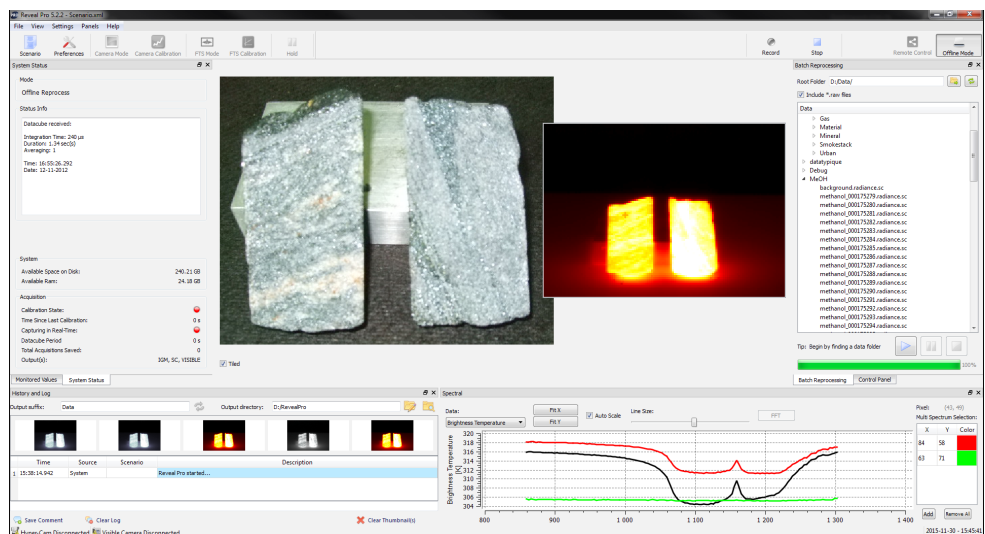 Reveal Pro 5.2.2 - Scenario.xml
File View Settings Panels Help
Scenario Preferences Camera Mode Camera Calibration FTS Mode FTS Calibration Hold Record Stop Remote Control Offline Mode
System Status
Mode
Offline Reprocess
Status Info
Datacube received:
Integration Time: 240 µs
Duration: 1.34 sec(s)
Averaging: 1
Time: 16:55:26.292
Date: 12-11-2012
System
Available Space on Disk: 240.21 GB
Available Ram: 24.18 GB
Acquisition
Calibration State:
Time Since Last Calibration: 0 s
Capturing in Real-Time:
Datacube Period 0 s
Total Acquisitions Saved: 0
Output(s): IGM, SC, VISIBLE
Monitored Values System Status
Tiled
Batch Reprocessing
Root Folder D:/Data/
Include *.raw files
Data
Gas
Material
Mineral
Smokestack
Urban
datatypique
Debug
MeOH
background.radiance.sc
methanol_000175279.radiance.sc
methanol_000175280.radiance.sc
methanol_000175281.radiance.sc
methanol_000175282.radiance.sc
methanol_000175283.radiance.sc
methanol_000175284.radiance.sc
methanol_000175285.radiance.sc
methanol_000175286.radiance.sc
methanol_000175287.radiance.sc
methanol_000175288.radiance.sc
methanol_000175289.radiance.sc
methanol_000175290.radiance.sc
methanol_000175291.radiance.sc
methanol_000175292.radiance.sc
methanol_000175293.radiance.sc
methanol_000175294.radiance.sc
Tip: Begin by finding a data folder
100%
Batch Reprocessing Control Panel
History and Log
Output suffix: Data Output directory: D:/RevealPro
Time Source Scenario Description
1 15:38:14.942 System Reveal Pro started...
Save Comment Clear Log Clear Thumbnail(s)
Hyper-Cam Disconnected Visible Camera Disconnected
Spectral
Data: Fit X Auto Scale Line Size: FFT
Brightness Temperature Fit Y
Brightness Temperature [K]
320
318
316
314
312
310
308
306
304
800 900 1 000 1 100 1 200 1 300 1 400
Pixel: (43, 49)
Multi Spectrum Selection:
X Y Color
84 58
63 71
Add Remove All
2015-11-30 - 15:45:41